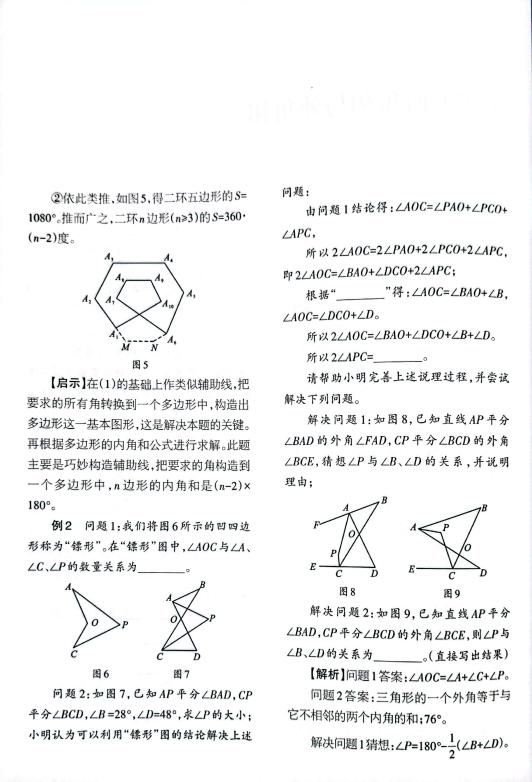 ②依此类推,如图5,得二环五边形的S=
1080°。推而广之,二环n边形(n≥3)的S=360·
(n-2)度。
A₃ A₄
A₈ A₉
A₂ A₇ A₁₀ A₅
A₁ A₆
M N
图5
【启示】在(1)的基础上作类似辅助线,把
要求的所有角转换到一个多边形中,构造出
多边形这一基本图形,这是解决本题的关键。
再根据多边形的内角和公式进行求解。此题
主要是巧妙构造辅助线,把要求的角构造到
一个多边形中,n边形的内角和是(n-2)×
180°。
例2 问题1:我们将图6所示的凹四边
形称为“镖形”。在“镖形”图中,∠AOC与∠A、
∠C、∠P的数量关系为______。
A O P C
图6
A B O P C D
图7
问题2:如图7,已知AP平分∠BAD,CP
平分∠BCD,∠B=28°,∠D=48°,求∠P的大小;
小明认为可以利用“镖形”图的结论解决上述
问题:
由问题1结论得:∠AOC=∠PAO+∠PCO+
∠APC,
所以2∠AOC=2∠PAO+2∠PCO+2∠APC,
即2∠AOC=∠BAO+∠DCO+2∠APC;
根据“______”得:∠AOC=∠BAO+∠B,
∠AOC=∠DCO+∠D。
所以2∠AOC=∠BAO+∠DCO+∠B+∠D。
所以2∠APC=______。
请帮助小明完善上述说理过程,并尝试
解决下列问题。
解决问题1:如图8,已知直线AP平分
∠BAD的外角∠FAD,CP平分∠BCD的外角
∠BCE,猜想∠P与∠B、∠D的关系,并说明
理由;
F A B O P E C D
图8
A P B O E C D
图9
解决问题2:如图9,已知直线AP平分
∠BAD,CP平分∠BCD的外角∠BCE,则∠P与
∠B、∠D的关系为______。(直接写出结果)
【解析】问题1答案:∠AOC=∠A+∠C+∠P。
问题2答案:三角形的一个外角等于与
它不相邻的两个内角的和;76°。
解决问题1猜想:∠P=180°-1/2(∠B+∠D)。